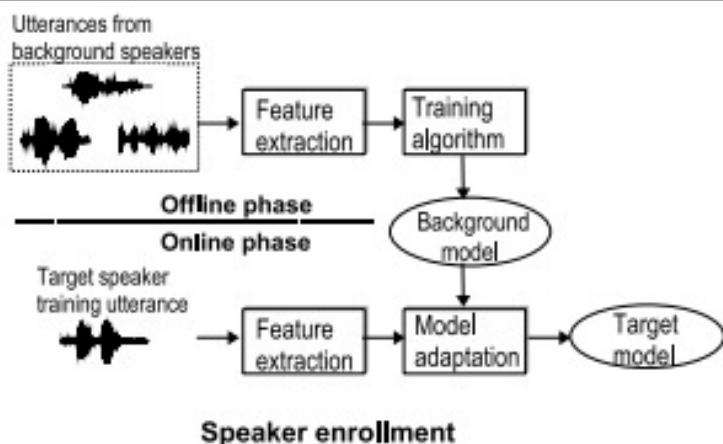 Utterances from
background speakers
Feature
extraction
Training
algorithm
Offline phase
Online phase
Background
model
Target speaker
training utterance
Feature
extraction
Model
adaptation
Target
model
Speaker enrollment